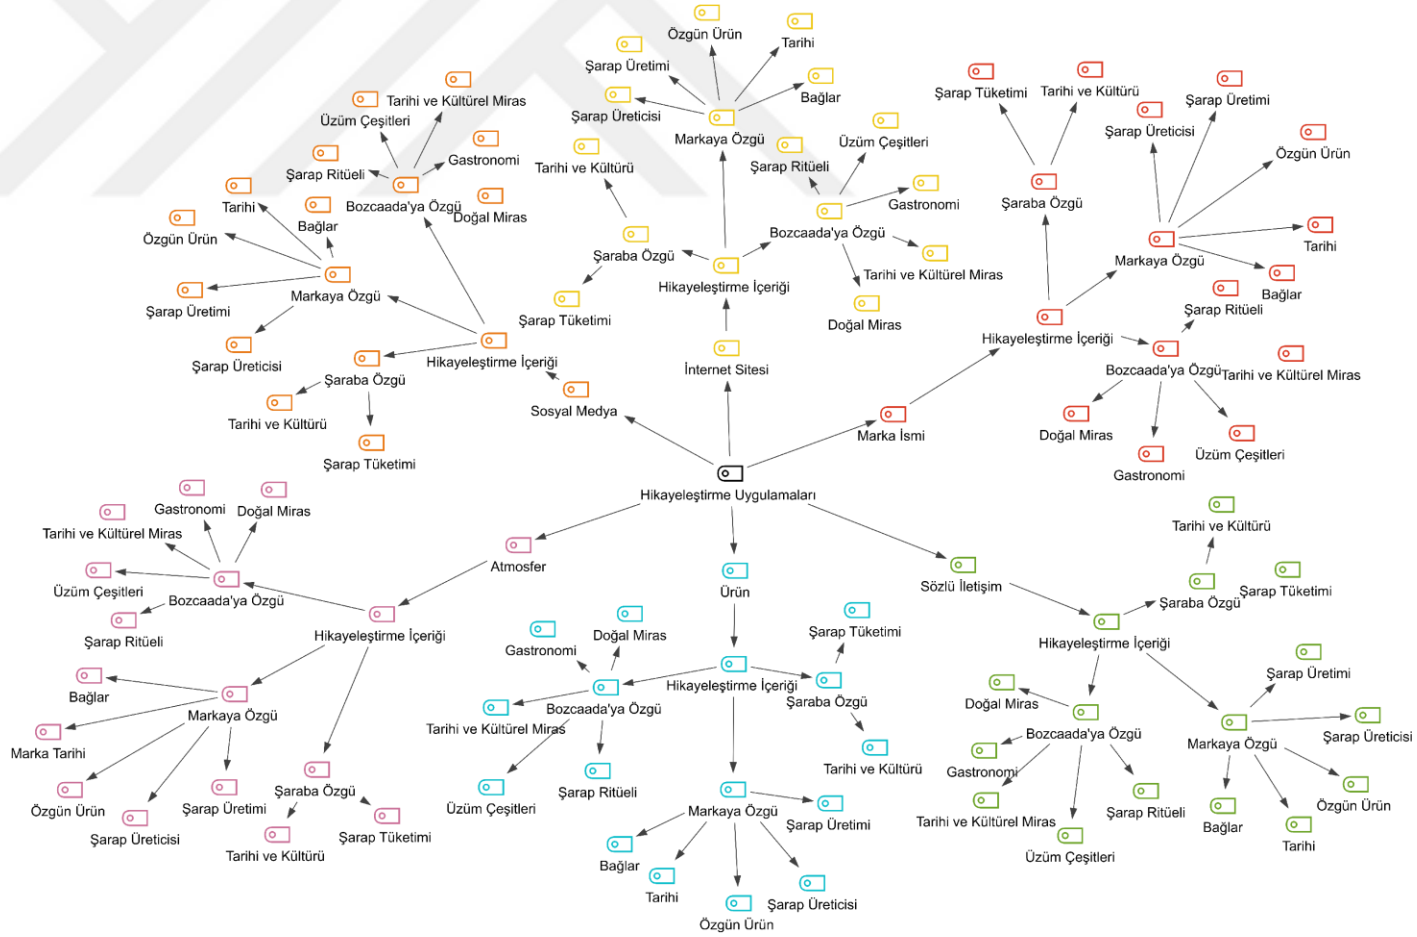 Özgün Ürün
Tarihi
Şarap Üretimi
Bağlar
Şarap Üreticisi
Markaya Özgü
Tarihi ve Kültürü
Şarap Ritüeli
Üzüm Çeşitleri
Gastronomi
Bozcaada'ya Özgü
Şaraba Özgü
Tarihi ve Kültürel Miras
Hikayeleştirme İçeriği
Şarap Tüketimi
Doğal Miras
İnternet Sitesi
Tarihi ve Kültürel Miras
Üzüm Çeşitleri
Gastronomi
Şarap Ritüeli
Bozcaada'ya Özgü
Doğal Miras
Tarihi
Bağlar
Özgün Ürün
Markaya Özgü
Şarap Üretimi
Şarap Üreticisi
Hikayeleştirme İçeriği
Şaraba Özgü
Tarihi ve Kültürü
Şarap Tüketimi
Sosyal Medya
Şarap Tüketimi
Tarihi ve Kültürü
Şarap Üretimi
Şarap Üreticisi
Özgün Ürün
Şaraba Özgü
Tarihi
Markaya Özgü
Bağlar
Şarap Ritüeli
Hikayeleştirme İçeriği
Bozcaada'ya Özgü
Tarihi ve Kültürel Miras
Doğal Miras
Üzüm Çeşitleri
Gastronomi
Marka İsmi
Hikayeleştirme Uygulamaları
Gastronomi
Doğal Miras
Tarihi ve Kültürel Miras
Atmosfer
Üzüm Çeşitleri
Bozcaada'ya Özgü
Şarap Ritüeli
Hikayeleştirme İçeriği
Bağlar
Markaya Özgü
Marka Tarihi
Özgün Ürün
Şarap Üreticisi
Şarap Üretimi
Şaraba Özgü
Şarap Tüketimi
Tarihi ve Kültürü
Ürün
Doğal Miras
Gastronomi
Şarap Tüketimi
Hikayeleştirme İçeriği
Şaraba Özgü
Bozcaada'ya Özgü
Tarihi ve Kültürel Miras
Tarihi ve Kültürü
Üzüm Çeşitleri
Şarap Ritüeli
Markaya Özgü
Şarap Üretimi
Bağlar
Tarihi
Şarap Üreticisi
Özgün Ürün
Sözlü İletişim
Tarihi ve Kültürü
Şaraba Özgü
Şarap Tüketimi
Hikayeleştirme İçeriği
Şarap Üretimi
Doğal Miras
Bozcaada'ya Özgü
Markaya Özgü
Şarap Üreticisi
Gastronomi
Özgün Ürün
Şarap Ritüeli
Tarihi ve Kültürel Miras
Bağlar
Tarihi
Üzüm Çeşitleri